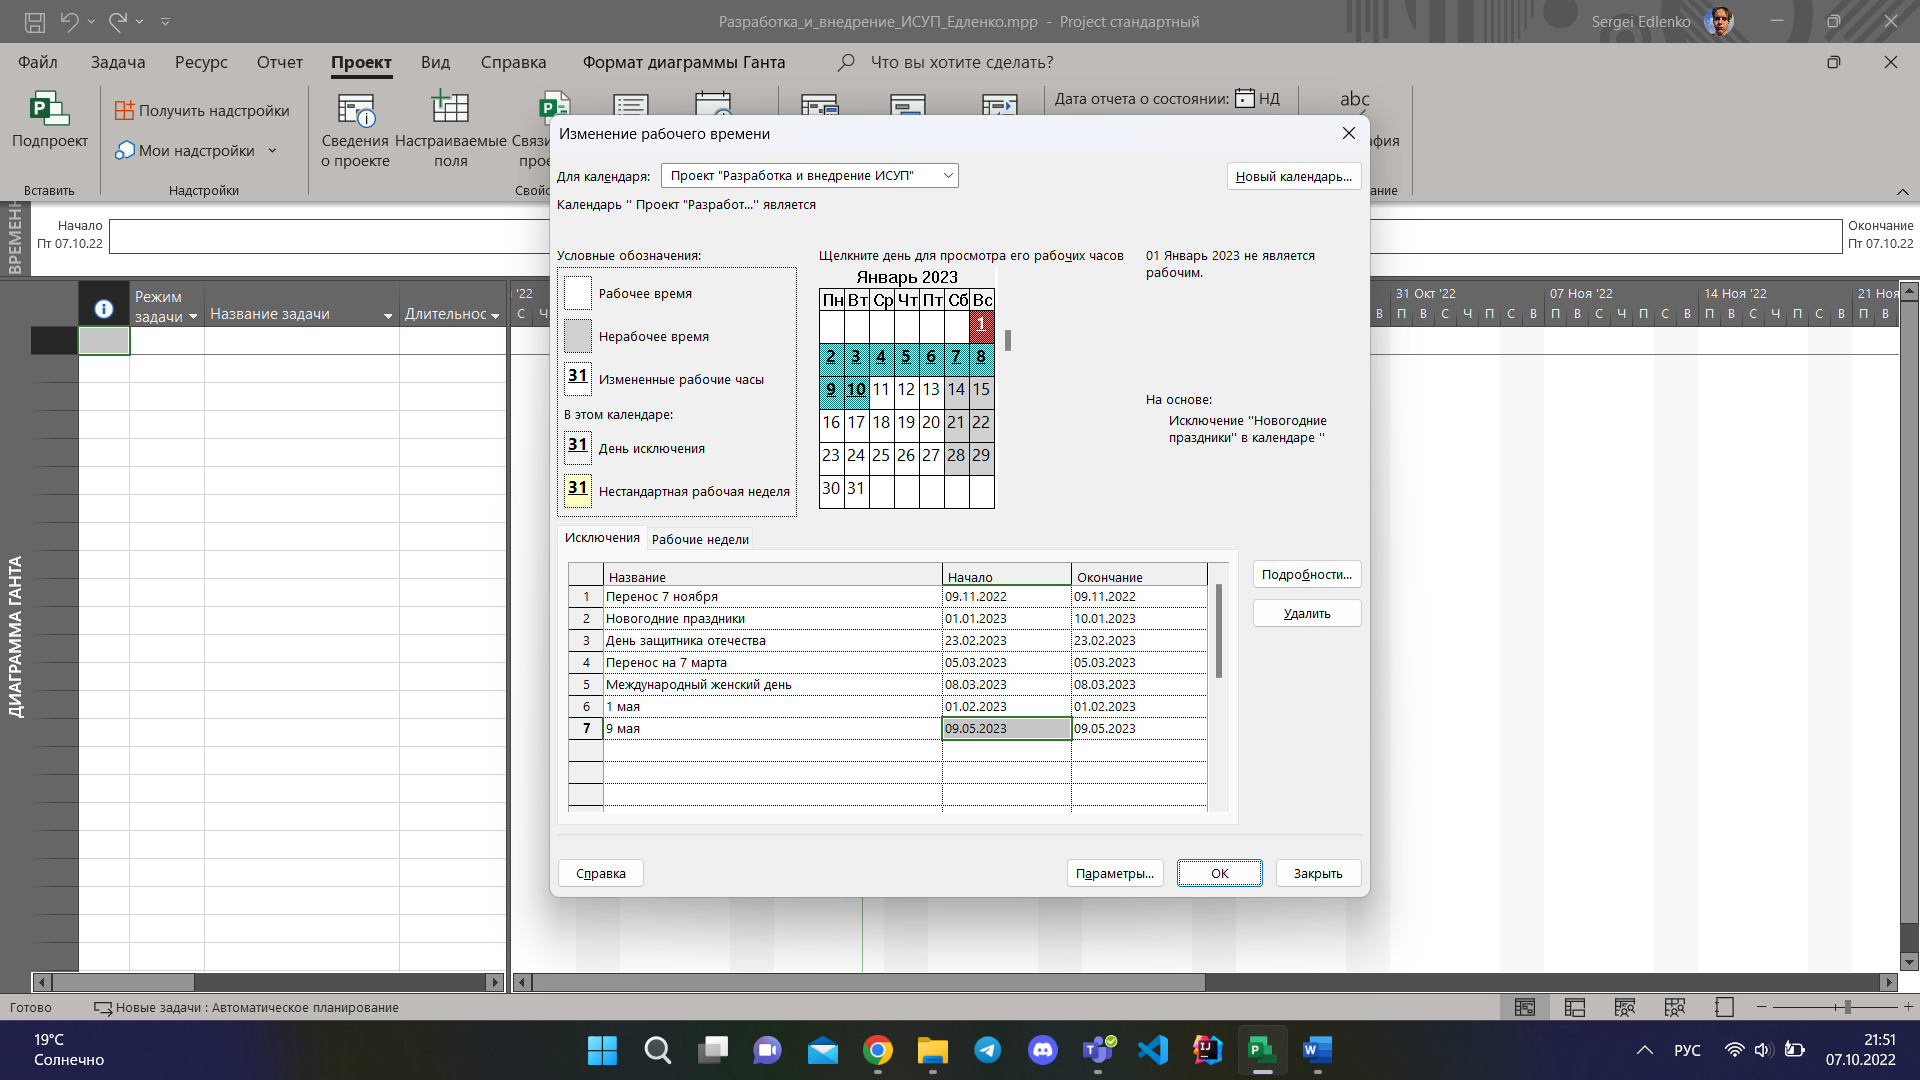 Разработка_и_внедрение_ИСУП_Едленко.mpp - Project стандартный
Sergei Edlenko
Файл Задача Ресурс Отчет Проект Вид Справка Формат диаграммы Ганта Что вы хотите сделать?
Подпроект
Вставить
Получить надстройки
Мои надстройки
Надстройки
Сведения
о проекте
Настраиваемые
поля
Дата отчета о состоянии: НД
abc
ВРЕМЕНН
Начало
Пт 07.10.22
Окончание
Пт 07.10.22
Изменение рабочего времени
Для календаря: Проект "Разработка и внедрение ИСУП"
Новый календарь...
Календарь '' Проект "Разработ...'' является
Условные обозначения:
Рабочее время
Нерабочее время
31 Измененные рабочие часы
В этом календаре:
31 День исключения
31 Нестандартная рабочая неделя
Щелкните день для просмотра его рабочих часов
Январь 2023
Пн Вт Ср Чт Пт Сб Вс
1
2 3 4 5 6 7 8
9 10 11 12 13 14 15
16 17 18 19 20 21 22
23 24 25 26 27 28 29
30 31
01 Январь 2023 не является
рабочим.
На основе:
Исключение ''Новогодние
праздники'' в календаре ''
Исключения Рабочие недели
Название Начало Окончание
1 Перенос 7 ноября 09.11.2022 09.11.2022
2 Новогодние праздники 01.01.2023 10.01.2023
3 День защитника отечества 23.02.2023 23.02.2023
4 Перенос на 7 марта 05.03.2023 05.03.2023
5 Международный женский день 08.03.2023 08.03.2023
6 1 мая 01.02.2023 01.02.2023
7 9 мая 09.05.2023 09.05.2023
Подробности...
Удалить
Справка Параметры... ОК Закрыть
Режим
задачи
Название задачи
Длительнос
'22
С Ч
31 Окт '22 07 Ноя '22 14 Ноя '22 21 Ноя
В П В С Ч П С В П В С Ч П С В П В С Ч П С В П В
ДИАГРАММА ГАНТА
Готово
Новые задачи : Автоматическое планирование
19°C
Солнечно
РУС
21:51
07.10.2022